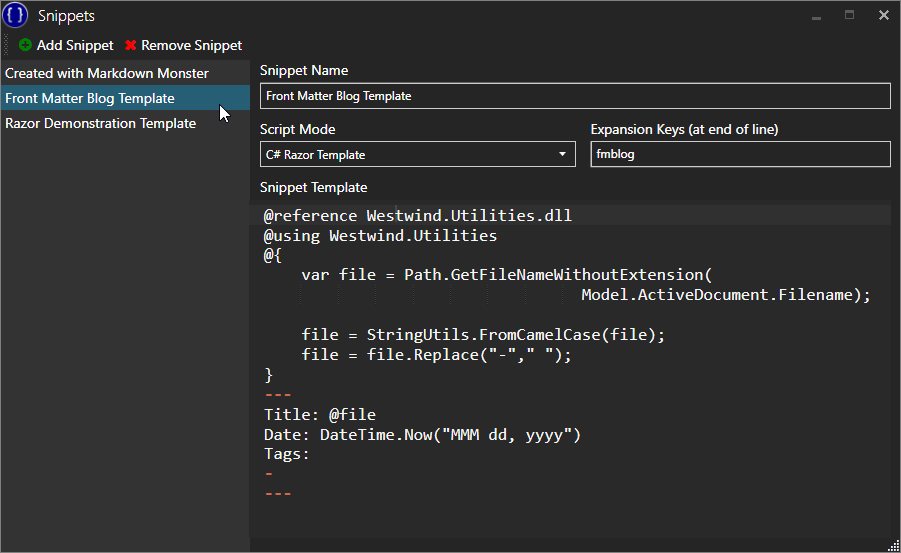 { } Snippets
Add Snippet Remove Snippet
Created with Markdown Monster
Front Matter Blog Template
Razor Demonstration Template
Snippet Name
Front Matter Blog Template
Script Mode Expansion Keys (at end of line)
C# Razor Template fmblog
Snippet Template
@reference Westwind.Utilities.dll
@using Westwind.Utilities
@{
    var file = Path.GetFileNameWithoutExtension(
                                  Model.ActiveDocument.Filename);
    file = StringUtils.FromCamelCase(file);
    file = file.Replace("-"," ");
}
---
Title: @file
Date: DateTime.Now("MMM dd, yyyy")
Tags:
-
---